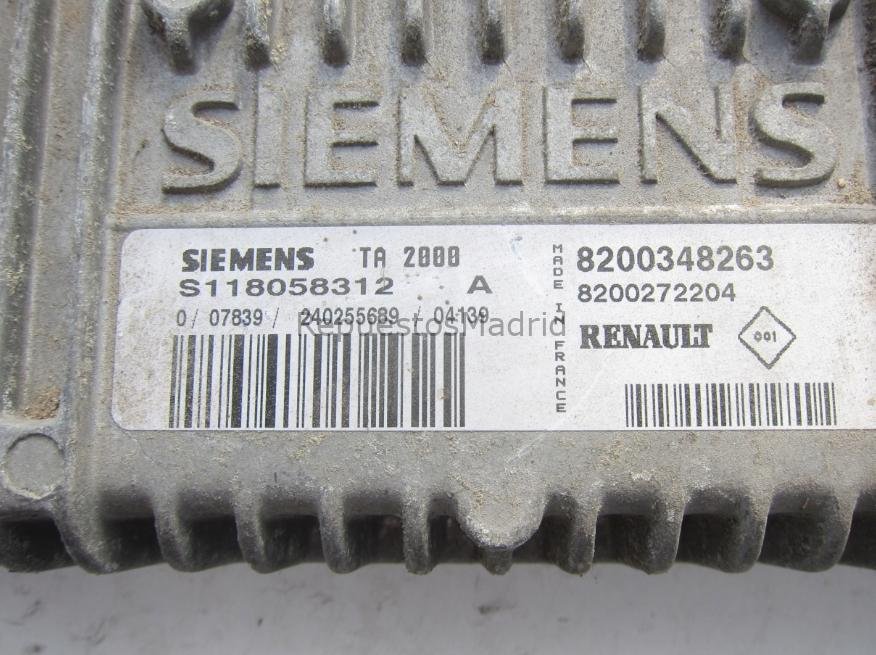 SIEMENS
SIEMENS TA 2000
S118058312 A
0/ 07839/ 240255689 / 04139
RepuestosMadrid
MADE IN FRANCE
8200348263
8200272204
RENAULT 001